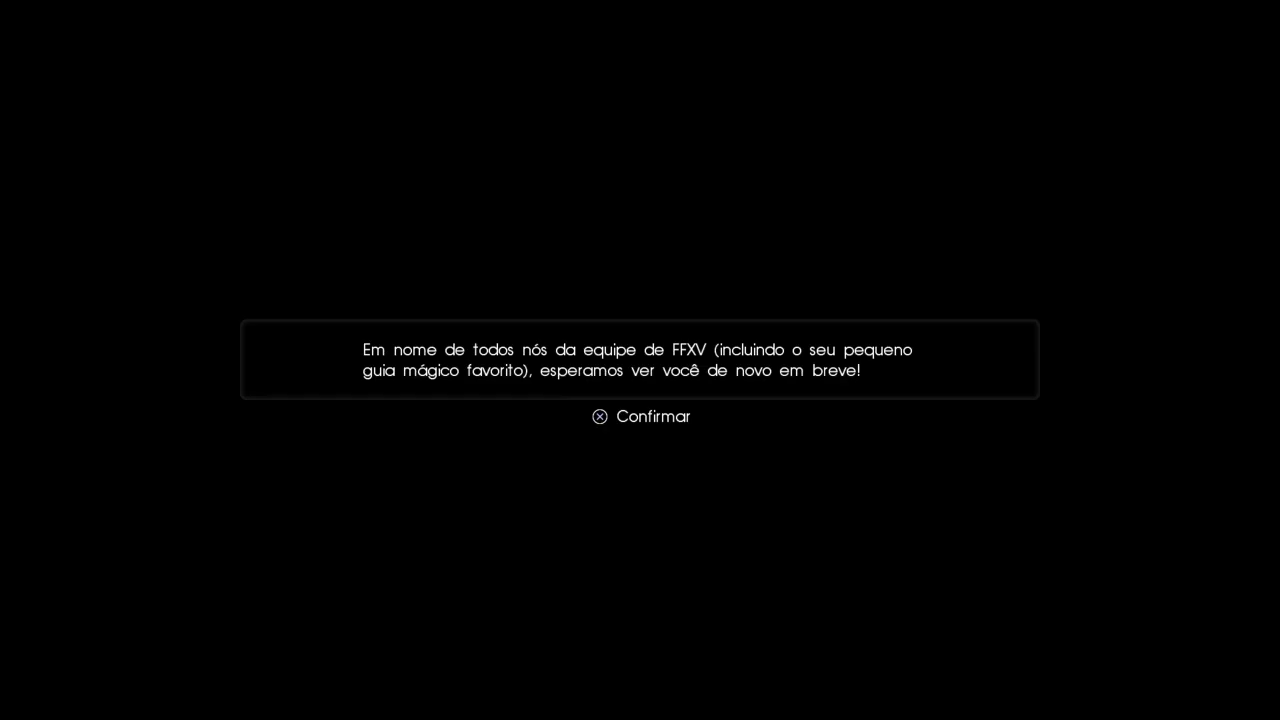 Em nome de todos nós da equipe de FFXV (incluindo o seu pequeno
guia mágico favorito), esperamos ver você de novo em breve!
Confirmar